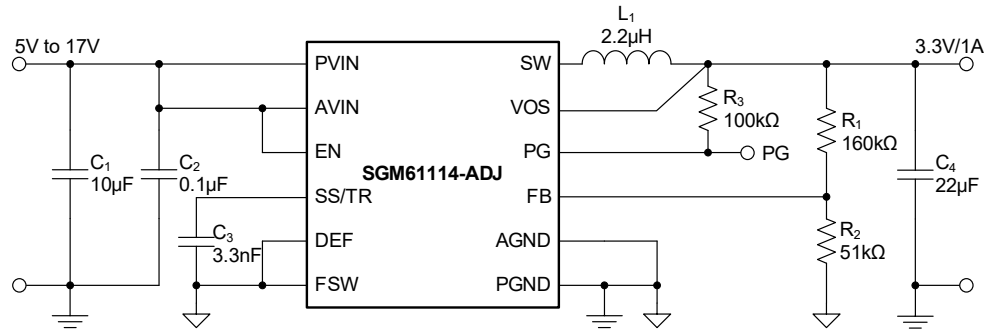 5V to 17V
L₁
2.2µH
3.3V/1A
PVIN
SW
AVIN
VOS
R₃
100kΩ
R₁
160kΩ
EN
PG
PG
C₁
10µF
C₂
0.1µF
SGM61114-ADJ
C₄
22µF
SS/TR
FB
C₃
3.3nF
R₂
51kΩ
DEF
AGND
FSW
PGND